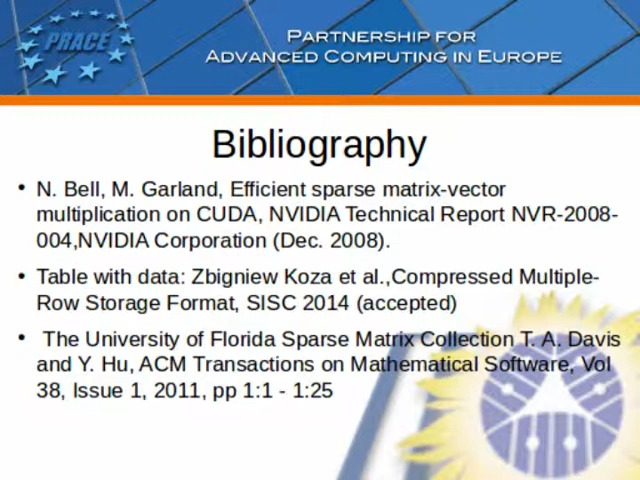 PRACE
PARTNERSHIP FOR
ADVANCED COMPUTING IN EUROPE
Bibliography
• N. Bell, M. Garland, Efficient sparse matrix-vector
multiplication on CUDA, NVIDIA Technical Report NVR-2008-
004,NVIDIA Corporation (Dec. 2008).
• Table with data: Zbigniew Koza et al.,Compressed Multiple-
Row Storage Format, SISC 2014 (accepted)
• The University of Florida Sparse Matrix Collection T. A. Davis
and Y. Hu, ACM Transactions on Mathematical Software, Vol
38, Issue 1, 2011, pp 1:1 - 1:25